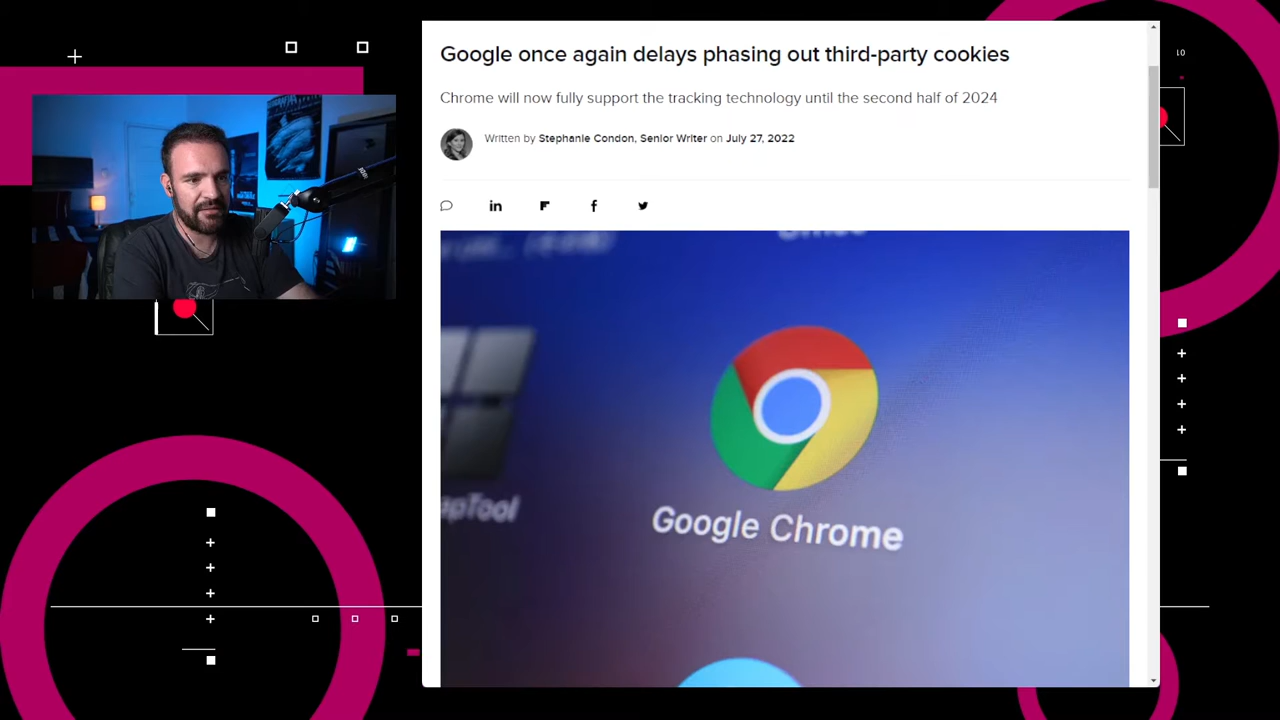 Google once again delays phasing out third-party cookies
Chrome will now fully support the tracking technology until the second half of 2024
Written by Stephanie Condon, Senior Writer on July 27, 2022
in
f
Google Chrome